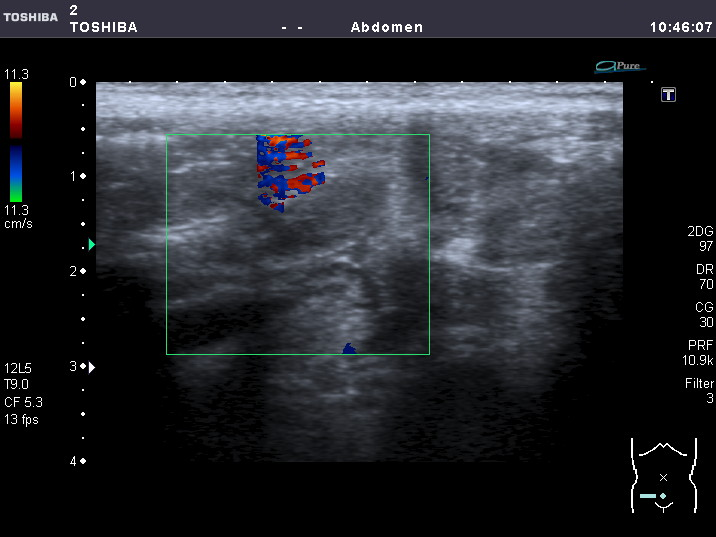 TOSHIBA
2
TOSHIBA - - Abdomen 10:46:07
Pure
T
11.3
11.3
cm/s
0
1
2
3
4
2DG
97
DR
70
CG
30
PRF
10.9k
Filter
3
12L5
T9.0
CF 5.3
13 fps